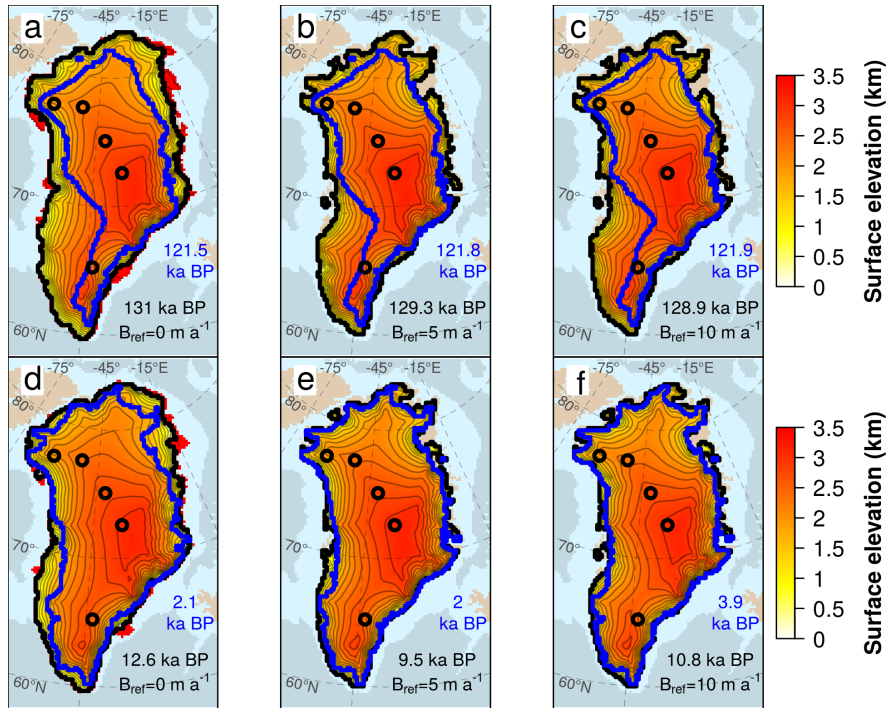 a
-75° -45° -15°E
80°
70°
60°N
121.5
ka BP
131 ka BP
Bref=0 m a-1
b
-75° -45° -15°E
80°
70°
60°N
121.8
ka BP
129.3 ka BP
Bref=5 m a-1
c
-75° -45° -15°E
80°
70°
60°N
121.9
ka BP
128.9 ka BP
Bref=10 m a-1
3.5
3
2.5
2
1.5
1
0.5
0
Surface elevation (km)
d
-75° -45° -15°E
80°
70°
60°N
2.1
ka BP
12.6 ka BP
Bref=0 m a-1
e
-75° -45° -15°E
80°
70°
60°N
2
ka BP
9.5 ka BP
Bref=5 m a-1
f
-75° -45° -15°E
80°
70°
60°N
3.9
ka BP
10.8 ka BP
Bref=10 m a-1
3.5
3
2.5
2
1.5
1
0.5
0
Surface elevation (km)